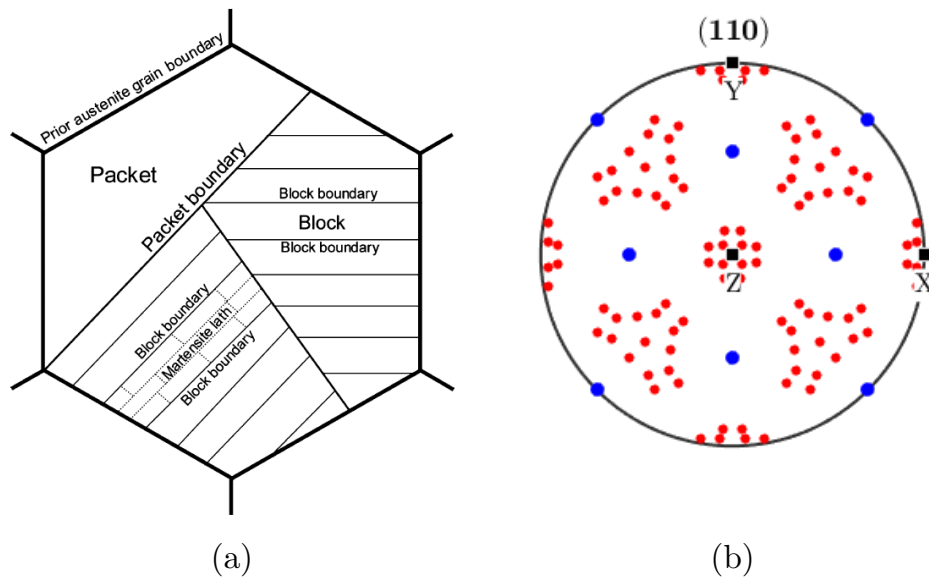 Prior austenite grain boundary
Packet
Packet boundary
Block boundary
Block
Block boundary
Block boundary
Martensite lath
Block boundary
(a)
(110)
Y
Z
X
(b)